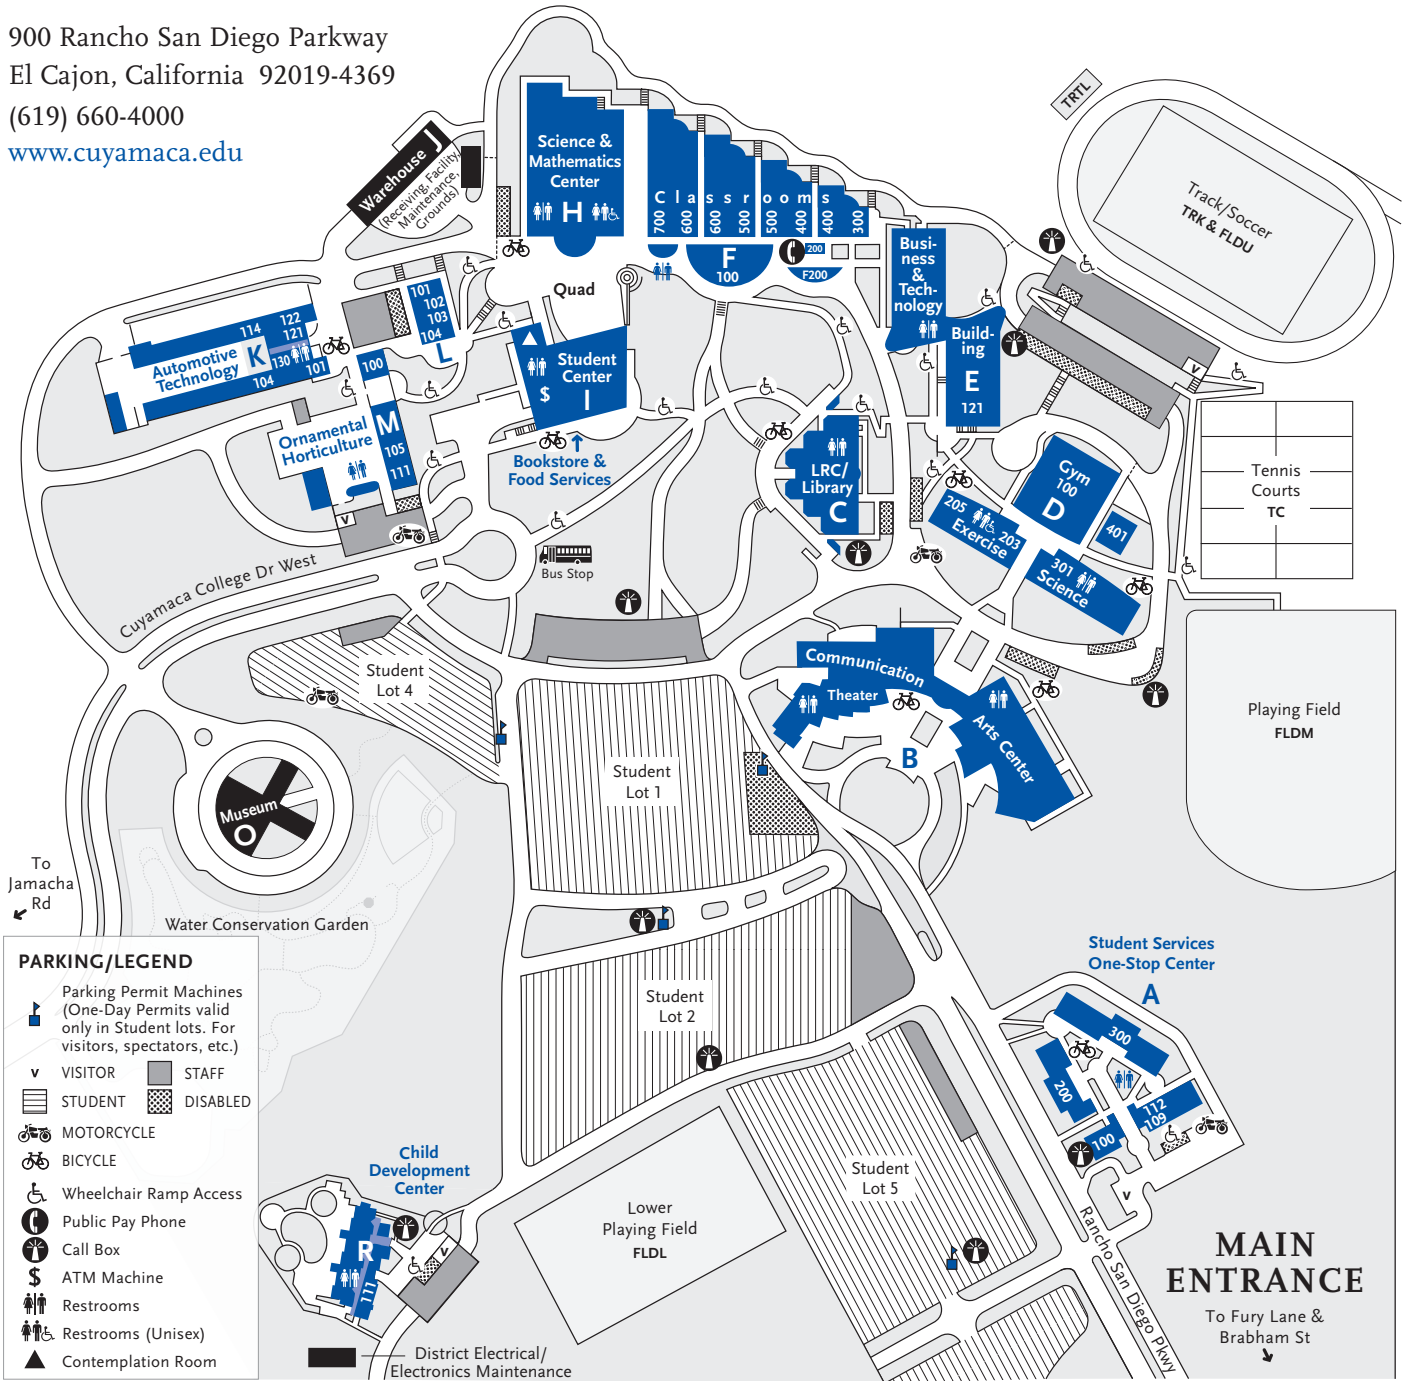 900 Rancho San Diego Parkway
El Cajon, California 92019-4369
(619) 660-4000
www.cuyamaca.edu
TRTL
Track/Soccer
TRK & FLDU
Warehouse J
(Receiving, Facility,
Maintenance,
Grounds)
Science &
Mathematics
Center
H
Classrooms
700
600
600
500
500
400
400
300
F
100
200
F200
Quad
Busi-
ness
&
Tech-
nology
Build-
ing
E
121
101
102
103
104
L
114
122
121
Automotive
Technology
K
130
104
101
100
M
Ornamental
Horticulture
105
111
v
Student
Center
I
$
Bookstore &
Food Services
LRC/
Library
C
Gym
100
D
401
205
203
Exercise
301
Science
v
Tennis
Courts
TC
Bus Stop
Cuyamaca College Dr West
Student
Lot 4
Communication
Theater
Arts Center
B
Playing Field
FLDM
Student
Lot 1
Museum
O
To
Jamacha
Rd
Water Conservation Garden
Student
Lot 2
Student Services
One-Stop Center
A
300
200
112
109
100
v
PARKING/LEGEND
Parking Permit Machines
(One-Day Permits valid
only in Student lots. For
visitors, spectators, etc.)
v VISITOR
STAFF
STUDENT
DISABLED
MOTORCYCLE
BICYCLE
Wheelchair Ramp Access
Public Pay Phone
Call Box
$ ATM Machine
Restrooms
Restrooms (Unisex)
Contemplation Room
Child
Development
Center
R
111
v
Lower
Playing Field
FLDL
Student
Lot 5
Rancho San Diego Pkwy
MAIN
ENTRANCE
To Fury Lane &
Brabham St
District Electrical/
Electronics Maintenance